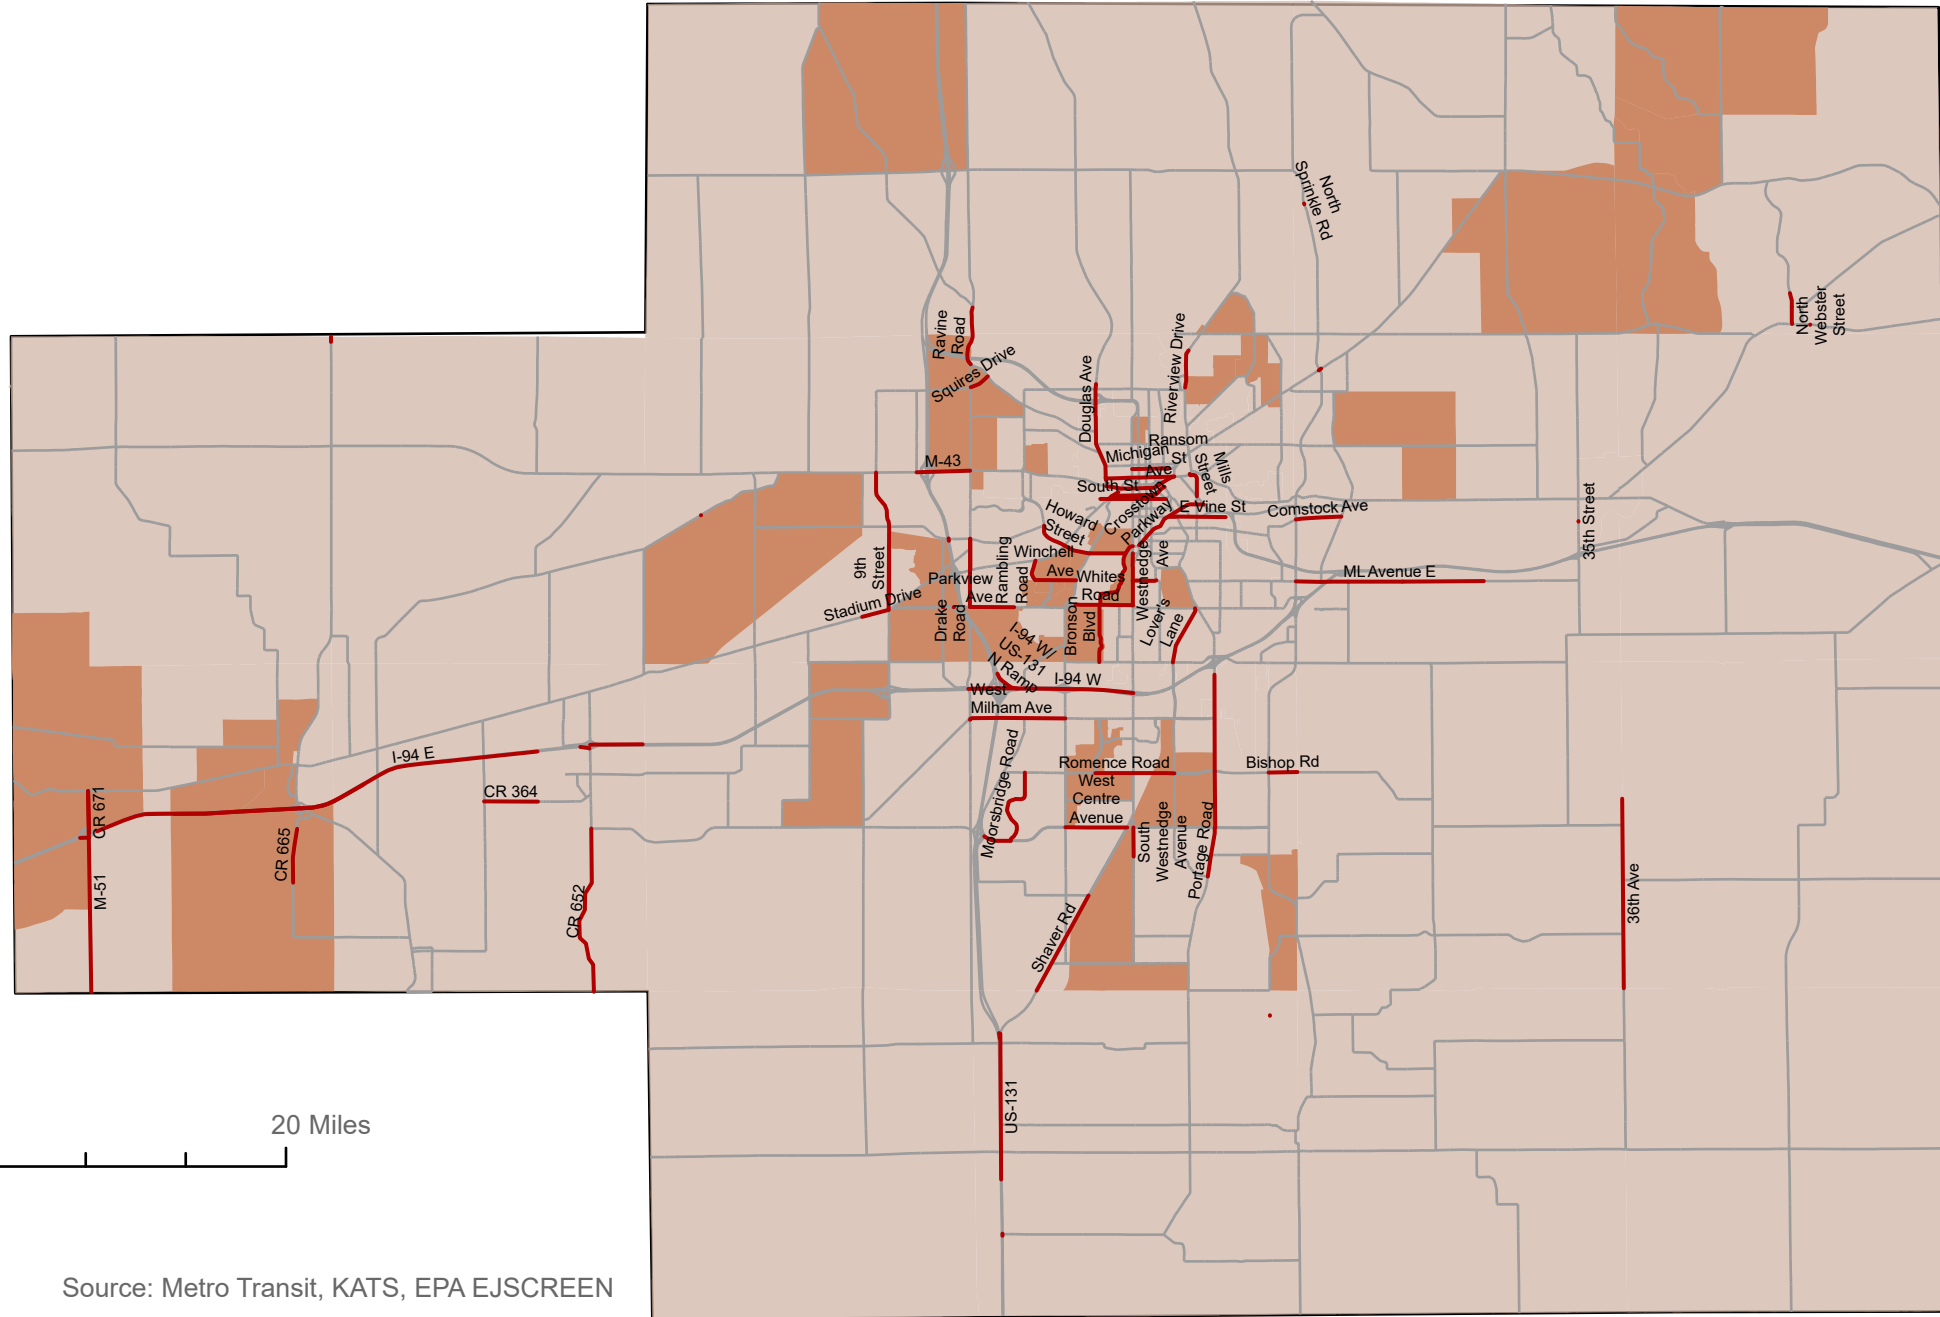 North
Sprinkle Rd
North
Webster
Street
Ravine
Road
Squires Drive
Riverview Drive
Douglas Ave
Ransom
St
Michigan
Ave
Mills
Street
M-43
South St
Crosstown
Parkway
E Vine St
Comstock Ave
35th Street
Howard
Street
Winchell
Ave
Rambling
Road
Whites
Road
Westnedge
Ave
ML Avenue E
9th
Street
Stadium Drive
Parkview
Ave
Drake
Road
Bronson
Blvd
Lover's
Lane
I-94 W/
US-131
N Ramp
I-94 W
West
Milham Ave
Moorsbridge Road
Romence Road
West
Centre
Avenue
South
Westnedge
Avenue
Portage Road
Bishop Rd
I-94 E
CR 364
CR 671
M-51
CR 665
CR 652
Shaver Rd
36th Ave
US-131
20 Miles
Source: Metro Transit, KATS, EPA EJSCREEN